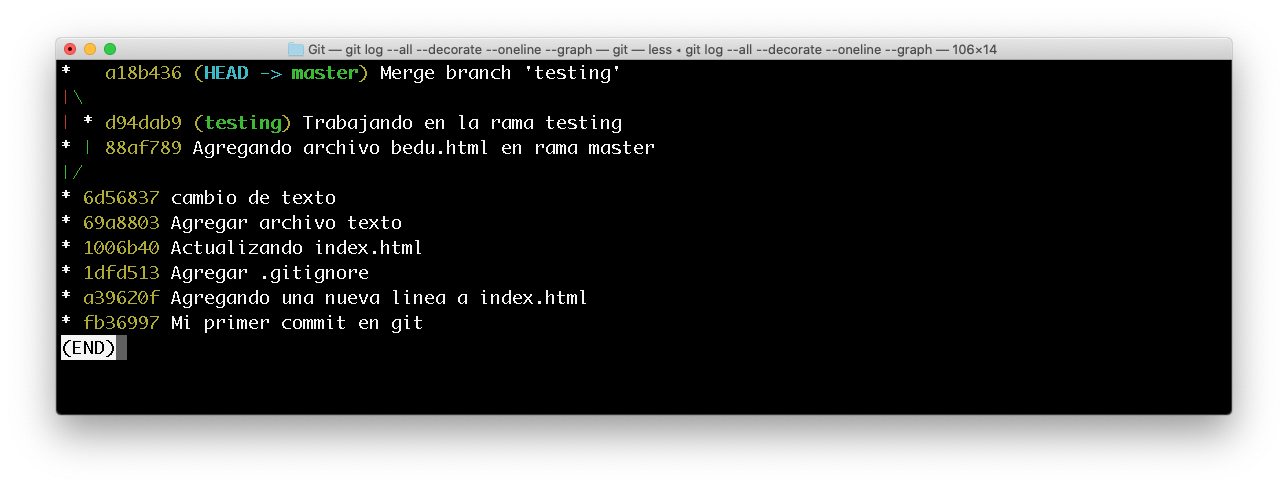 Git — git log --all --decorate --oneline --graph — git — less ◂ git log --all --decorate --oneline --graph — 106×14
*   a18b436 (HEAD -> master) Merge branch 'testing'
|\
| * d94dab9 (testing) Trabajando en la rama testing
* | 88af789 Agregando archivo bedu.html en rama master
|/
* 6d56837 cambio de texto
* 69a8803 Agregar archivo texto
* 1006b40 Actualizando index.html
* 1dfd513 Agregar .gitignore
* a39620f Agregando una nueva linea a index.html
* fb36997 Mi primer commit en git
(END)